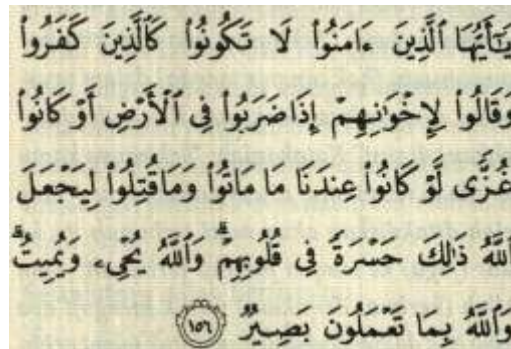 يَٰٓأَيُّهَا ٱلَّذِينَ ءَامَنُوا۟ لَا تَكُونُوا۟ كَٱلَّذِينَ كَفَرُوا۟
وَقَالُوا۟ لِإِخْوَٰنِهِمْ إِذَا ضَرَبُوا۟ فِى ٱلْأَرْضِ أَوْ كَانُوا۟
غُزًّى لَّوْ كَانُوا۟ عِندَنَا مَا مَاتُوا۟ وَمَا قُتِلُوا۟ لِيَجْعَلَ
ٱللَّهُ ذَٰلِكَ حَسْرَةً فِى قُلُوبِهِمْ ۗ وَٱللَّهُ يُحْىِۦ وَيُمِيتُ ۗ
وَٱللَّهُ بِمَا تَعْمَلُونَ بَصِيرٌ ١٥٦